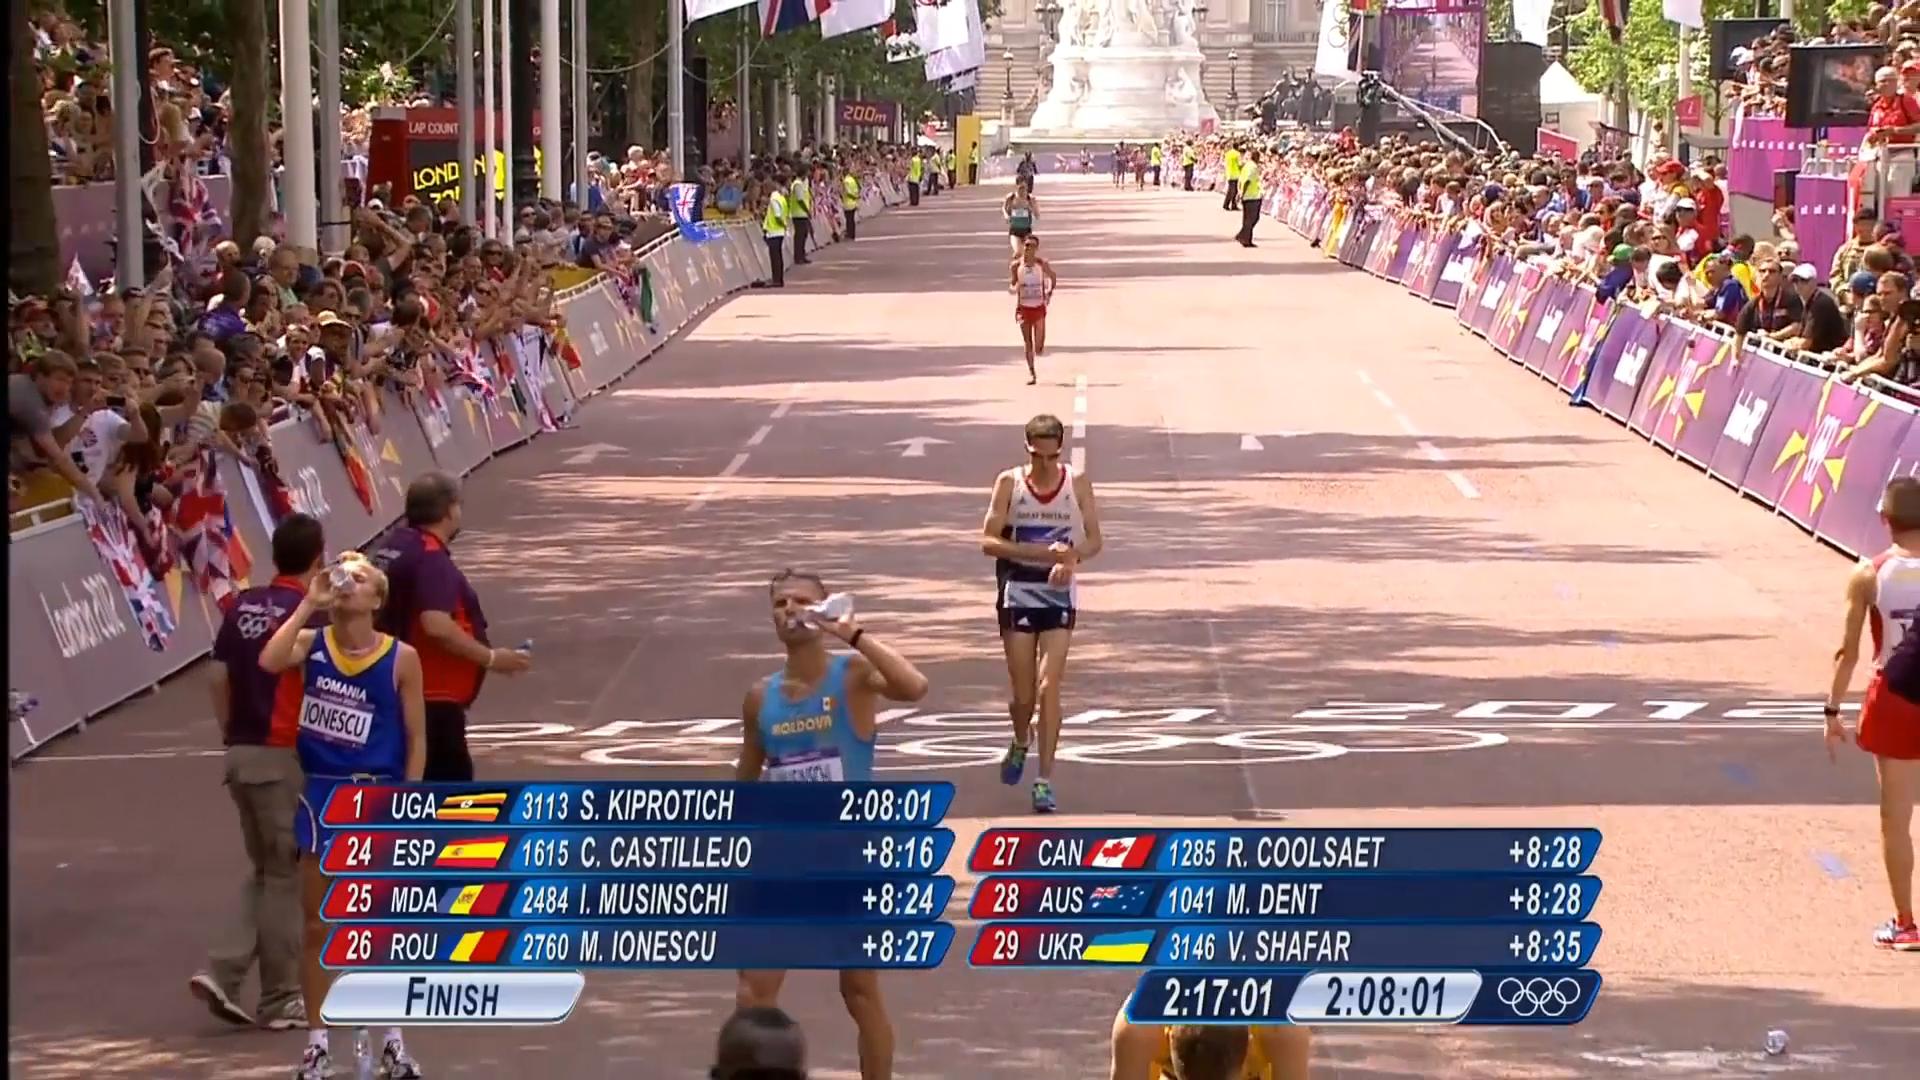 200m
LAP COUNT
LONDON
London 2012
GREAT BRITAIN
ROMANIA
IONESCU
MOLDOVA
1 UGA 3113 S. KIPROTICH 2:08:01
24 ESP 1615 C. CASTILLEJO +8:16
25 MDA 2484 I. MUSINSCHI +8:24
26 ROU 2760 M. IONESCU +8:27
27 CAN 1285 R. COOLSAET +8:28
28 AUS 1041 M. DENT +8:28
29 UKR 3146 V. SHAFAR +8:35
FINISH
2:17:01 2:08:01